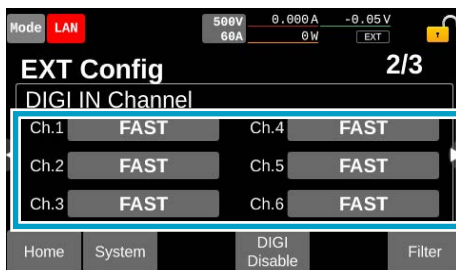 Mode LAN 500V 0.000A -0.05V
60A 0W EXT
EXT Config 2/3
DIGI IN Channel
Ch.1 FAST Ch.4 FAST
Ch.2 FAST Ch.5 FAST
Ch.3 FAST Ch.6 FAST
Home System DIGI Disable Filter